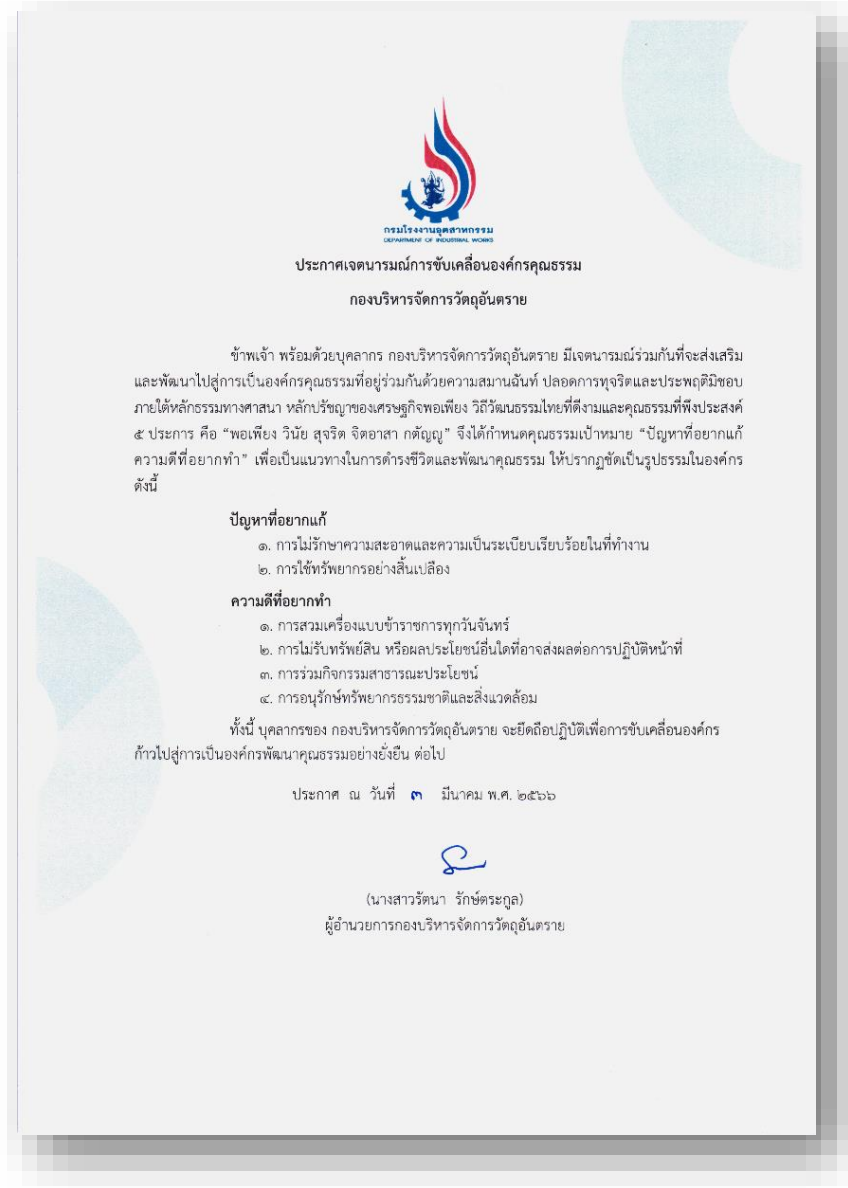 กรมโรงงานอุตสาหกรรม
DEPARTMENT OF INDUSTRIAL WORKS
ประกาศเจตนารมณ์การขับเคลื่อนองค์กรคุณธรรม
กองบริหารจัดการวัตถุอันตราย
ข้าพเจ้า พร้อมด้วยบุคลากร กองบริหารจัดการวัตถุอันตราย มีเจตนารมณ์ร่วมกันที่จะส่งเสริม
และพัฒนาไปสู่การเป็นองค์กรคุณธรรมที่อยู่ร่วมกันด้วยความสมานฉันท์ ปลอดการทุจริตและประพฤติมิชอบ
ภายใต้หลักธรรมทางศาสนา หลักปรัชญาของเศรษฐกิจพอเพียง วิถีวัฒนธรรมไทยที่ดีงามและคุณธรรมที่พึงประสงค์
๕ ประการ คือ “พอเพียง วินัย สุจริต จิตอาสา กตัญญู” จึงได้กำหนดคุณธรรมเป้าหมาย “ปัญหาที่อยากแก้
ความดีที่อยากทำ” เพื่อเป็นแนวทางในการดำรงชีวิตและพัฒนาคุณธรรม ให้ปรากฏชัดเป็นรูปธรรมในองค์กร
ดังนี้
ปัญหาที่อยากแก้
๑. การไม่รักษาความสะอาดและความเป็นระเบียบเรียบร้อยในที่ทำงาน
๒. การใช้ทรัพยากรอย่างสิ้นเปลือง
ความดีที่อยากทำ
๑. การสวมเครื่องแบบข้าราชการทุกวันจันทร์
๒. การไม่รับทรัพย์สิน หรือผลประโยชน์อื่นใดที่อาจส่งผลต่อการปฏิบัติหน้าที่
๓. การร่วมกิจกรรมสาธารณะประโยชน์
๔. การอนุรักษ์ทรัพยากรธรรมชาติและสิ่งแวดล้อม
ทั้งนี้ บุคลากรของ กองบริหารจัดการวัตถุอันตราย จะยึดถือปฏิบัติเพื่อการขับเคลื่อนองค์กร
ก้าวไปสู่การเป็นองค์กรพัฒนาคุณธรรมอย่างยั่งยืน ต่อไป
ประกาศ ณ วันที่ ๓ มีนาคม พ.ศ. ๒๕๖๖
(นางสาวรัตนา รักษ์ตระกูล)
ผู้อำนวยการกองบริหารจัดการวัตถุอันตราย